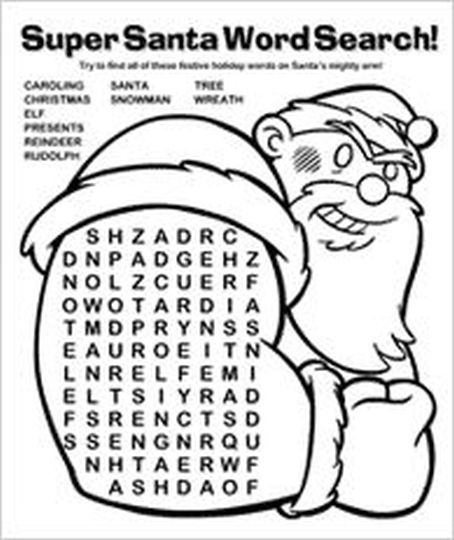 Super Santa Word Search!
Try to find all of these festive holiday words on Santa's mighty arm!
CAROLING SANTA TREE
CHRISTMAS SNOWMAN WREATH
ELF
PRESENTS
REINDEER
RUDOLPH
S H Z A D R C
D N P A D G E H Z
N O L Z C U E R F
O W O T A R D I A
T M D P R Y N S S
E A U R O E I T N
L N R E L F E M I
E L T S I Y R A D
F S R E N C T S D
S S E N G N R Q U
N H T A E R W F
A S H D A O F